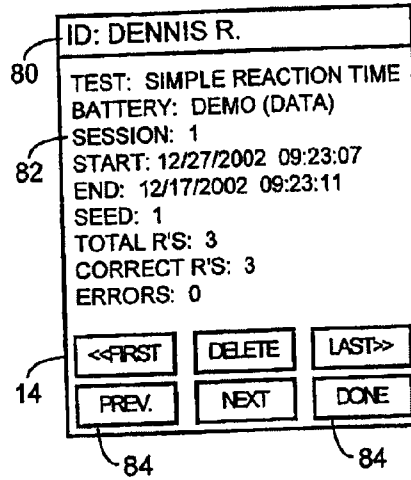 ID: DENNIS R.
80
TEST: SIMPLE REACTION TIME
BATTERY: DEMO (DATA)
SESSION: 1
82
START: 12/27/2002 09:23:07
END: 12/17/2002 09:23:11
SEED: 1
TOTAL R'S: 3
CORRECT R'S: 3
ERRORS: 0
<<FIRST DELETE LAST>>
14
PREV. NEXT DONE
84 84